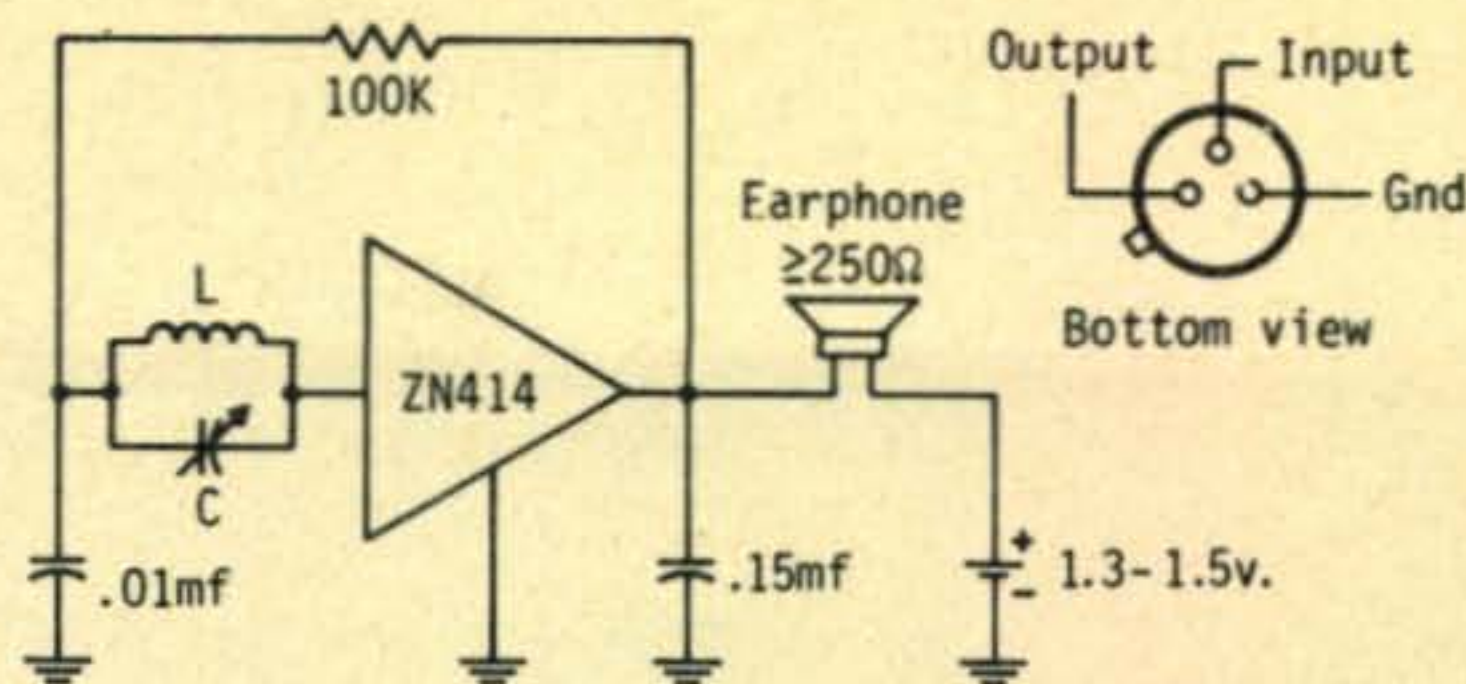 100K
Output
Input
Gnd
Bottom view
Earphone
≥250Ω
L
C
ZN414
.01mf
.15mf
+
-
1.3-1.5v.